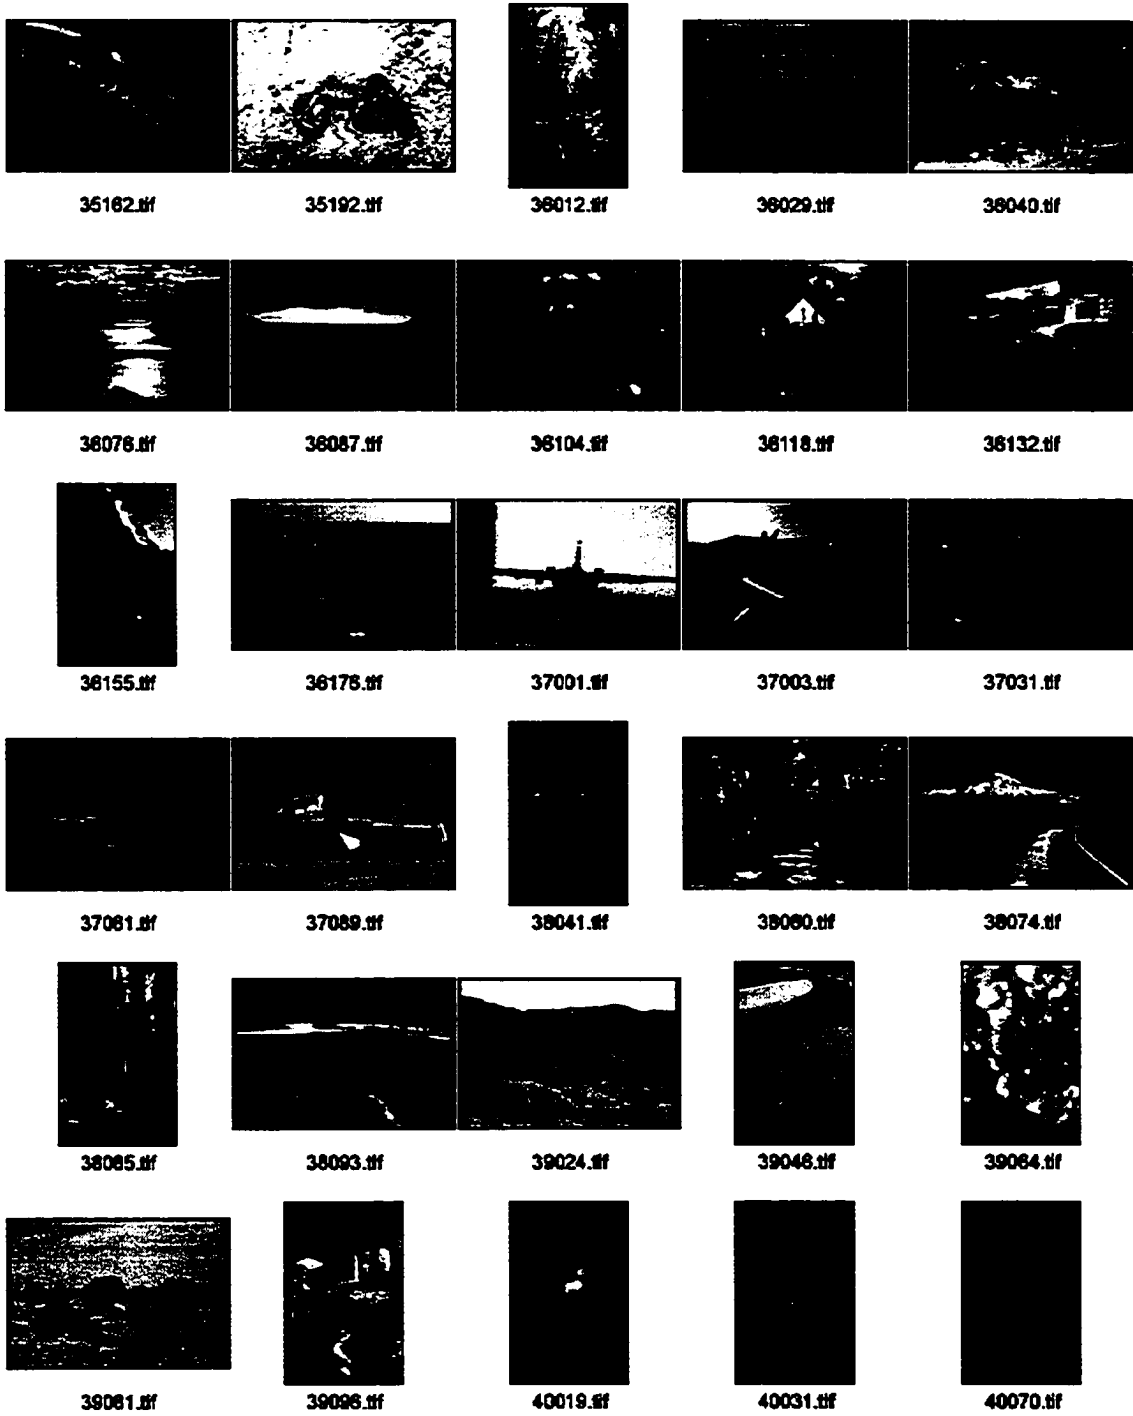 35162.tif 35192.tif 36012.tif 36029.tif 36040.tif
36076.tif 36087.tif 36104.tif 36118.tif 36132.tif
36155.tif 36176.tif 37001.tif 37003.tif 37031.tif
37061.tif 37089.tif 38041.tif 38060.tif 38074.tif
38085.tif 38093.tif 39024.tif 39046.tif 39064.tif
39081.tif 39096.tif 40019.tif 40031.tif 40070.tif